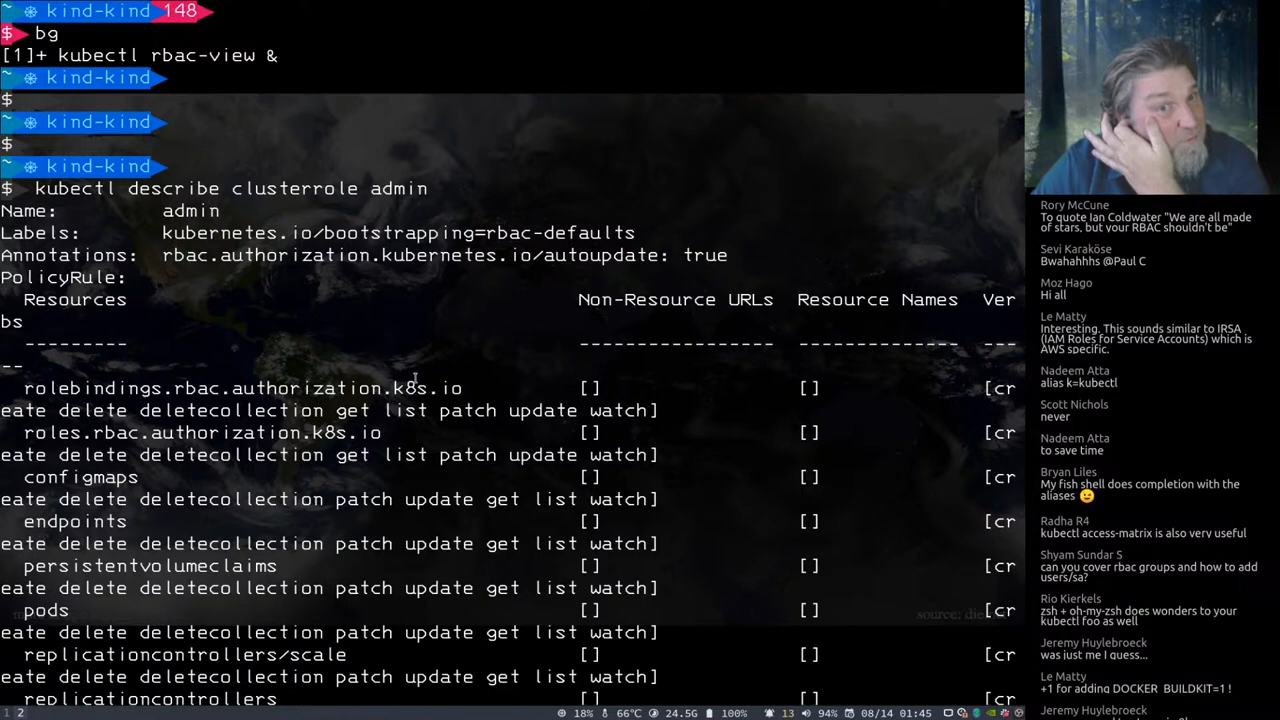 ~ ⎈ kind-kind 148
$ bg
[1]+ kubectl rbac-view &
~ ⎈ kind-kind
$
~ ⎈ kind-kind
$
~ ⎈ kind-kind
$ kubectl describe clusterrole admin
Name: admin
Labels: kubernetes.io/bootstrapping=rbac-defaults
Annotations: rbac.authorization.kubernetes.io/autoupdate: true
PolicyRule:
Resources Non-Resource URLs Resource Names Ver
bs
--------- ----------------- -------------- ---
--
rolebindings.rbac.authorization.k8s.io [] [] [cr
eate delete deletecollection get list patch update watch]
roles.rbac.authorization.k8s.io [] [] [cr
eate delete deletecollection get list patch update watch]
configmaps [] [] [cr
eate delete deletecollection patch update get list watch]
endpoints [] [] [cr
eate delete deletecollection patch update get list watch]
persistentvolumeclaims [] [] [cr
eate delete deletecollection patch update get list watch]
pods [] [] [cr
eate delete deletecollection patch update get list watch]
replicationcontrollers/scale [] [] [cr
eate delete deletecollection patch update get list watch]
replicationcontrollers [] [] [cr
source:
1 2
18% 66°C 24.5G 100% 13 94% 08/14 01:45
Rory McCune
To quote Ian Coldwater "We are all made
of stars, but your RBAC shouldn't be"
Sevi Karaköse
Bwahahhhs @Paul C
Moz Hago
Hi all
Le Matty
Interesting. This sounds similar to IRSA
(IAM Roles for Service Accounts) which is
AWS specific.
Nadeem Atta
alias k=kubectl
Scott Nichols
never
Nadeem Atta
to save time
Bryan Liles
My fish shell does completion with the
aliases 😉
Radha R4
kubectl access-matrix is also very useful
Shyam Sundar S
can you cover rbac groups and how to add
users/sa?
Rio Kierkels
zsh + oh-my-zsh does wonders to your
kubectl foo as well
Jeremy Huylebroeck
was just me I guess...
Le Matty
+1 for adding DOCKER_BUILDKIT=1 !
Jeremy Huylebroeck